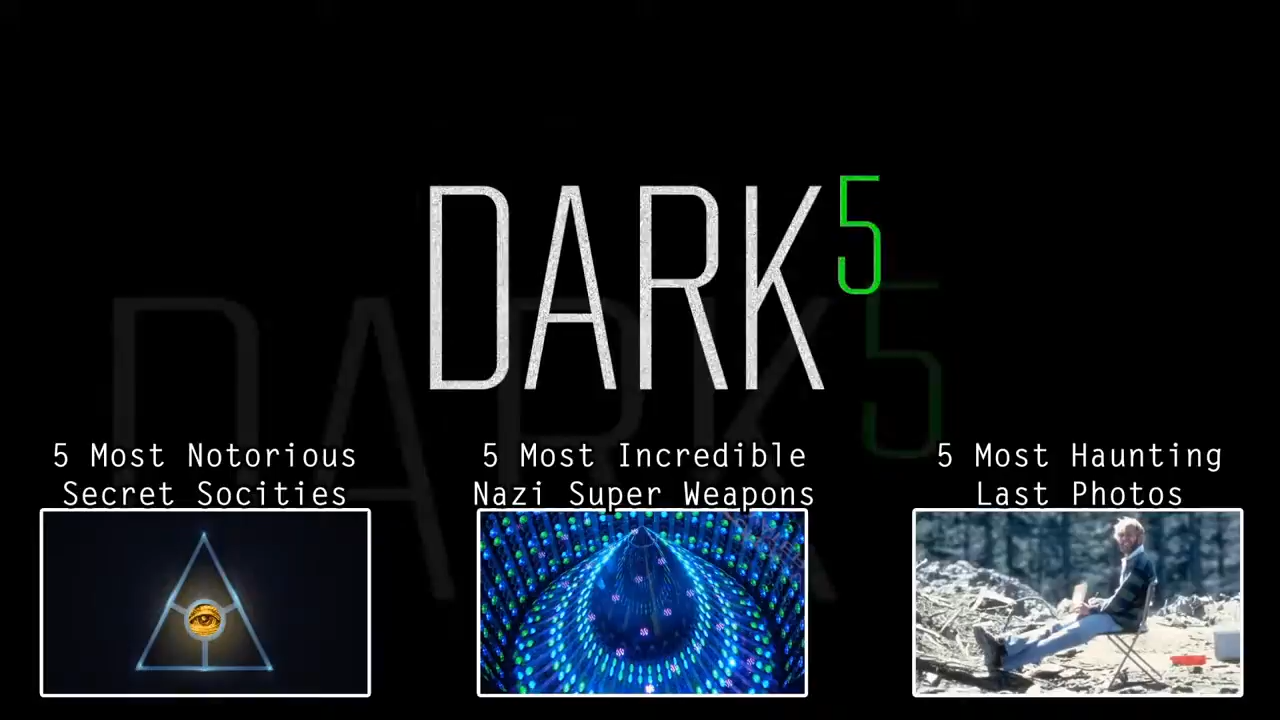 DARK5
5 Most Notorious
Secret Socities
5 Most Incredible
Nazi Super Weapons
5 Most Haunting
Last Photos